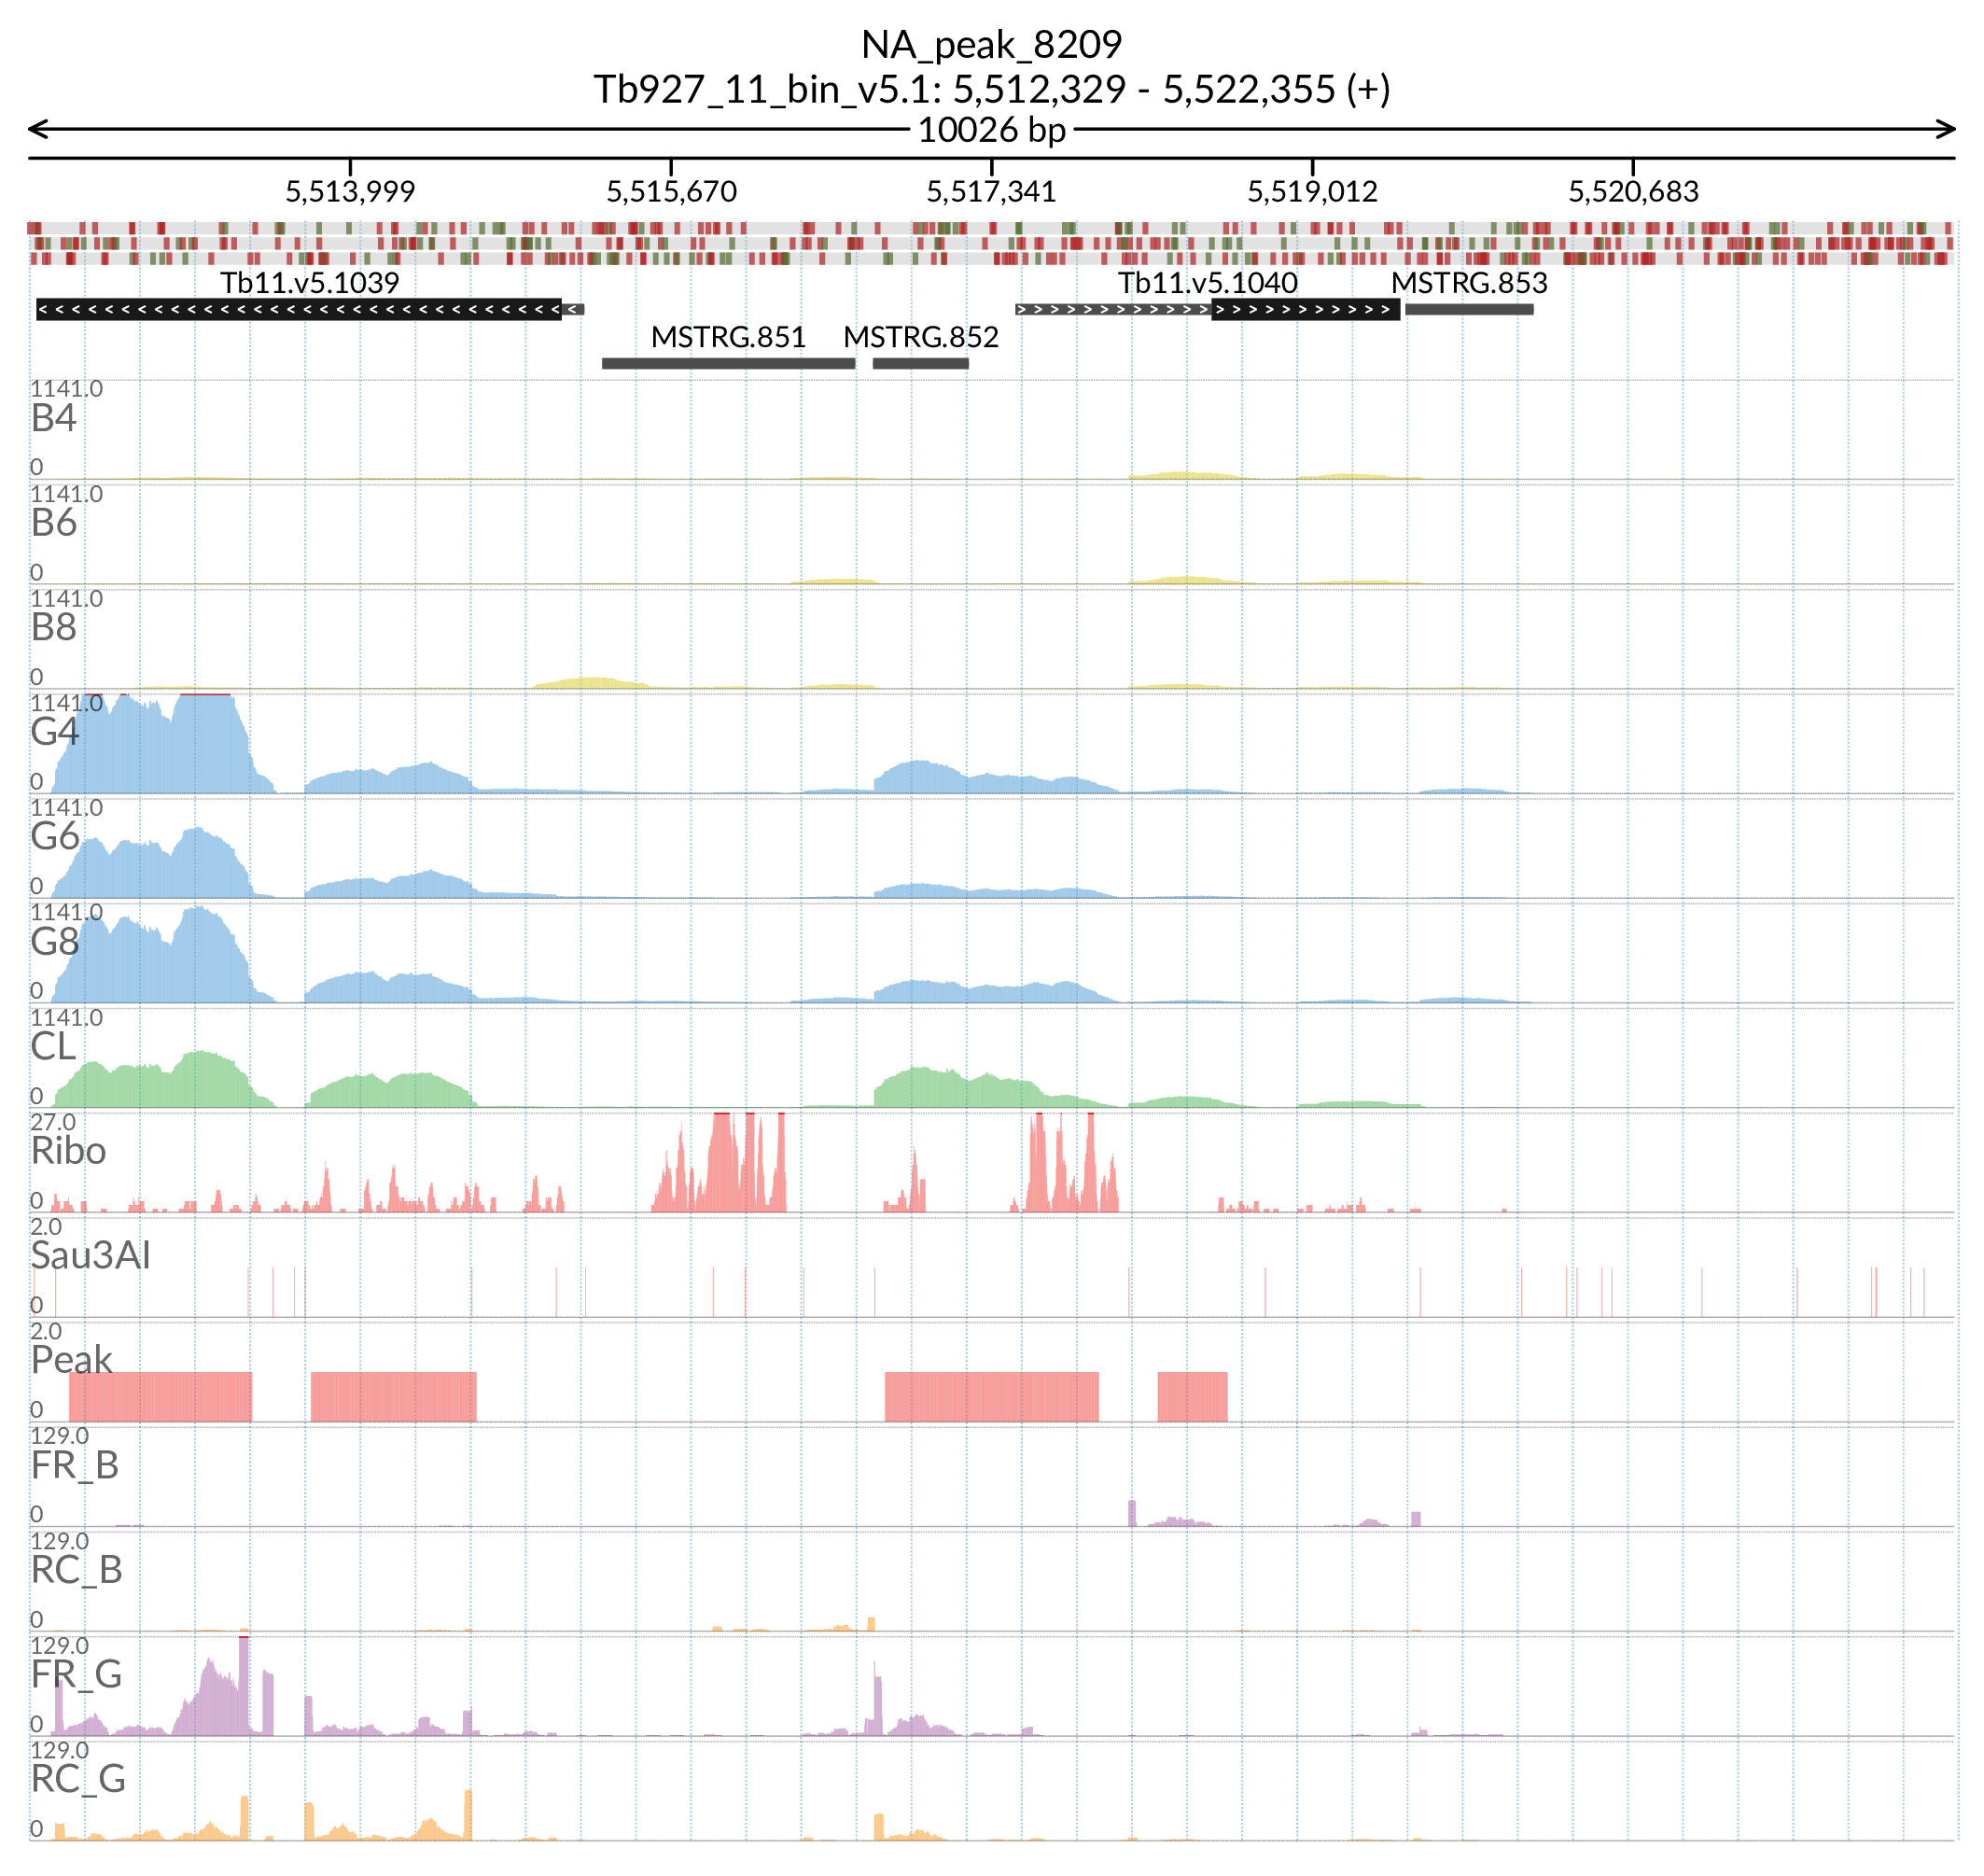 NA_peak_8209
Tb927_11_bin_v5.1: 5,512,329 - 5,522,355 (+)
10026 bp
5,513,999 5,515,670 5,517,341 5,519,012 5,520,683
Tb11.v5.1039 Tb11.v5.1040 MSTRG.853
MSTRG.851 MSTRG.852
1141.0
B4
0
1141.0
B6
0
1141.0
B8
0
1141.0
G4
0
1141.0
G6
0
1141.0
G8
0
1141.0
CL
0
27.0
Ribo
0
2.0
Sau3AI
0
2.0
Peak
0
129.0
FR_B
0
129.0
RC_B
0
129.0
FR_G
0
129.0
RC_G
0